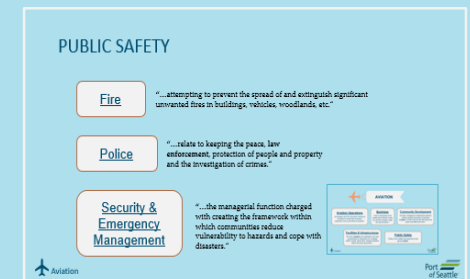 PUBLIC SAFETY
Fire
“…attempting to prevent the spread of and extinguish significant
unwanted fires in buildings, vehicles, woodlands, etc.”
Police
“…relate to keeping the peace, law
enforcement, protection of people and property
and the investigation of crimes.”
Security &
Emergency
Management
“…the managerial function charged
with creating the framework within
which communities reduce
vulnerability to hazards and cope with
disasters.”
AVIATION
Aviation
Port
of Seattle